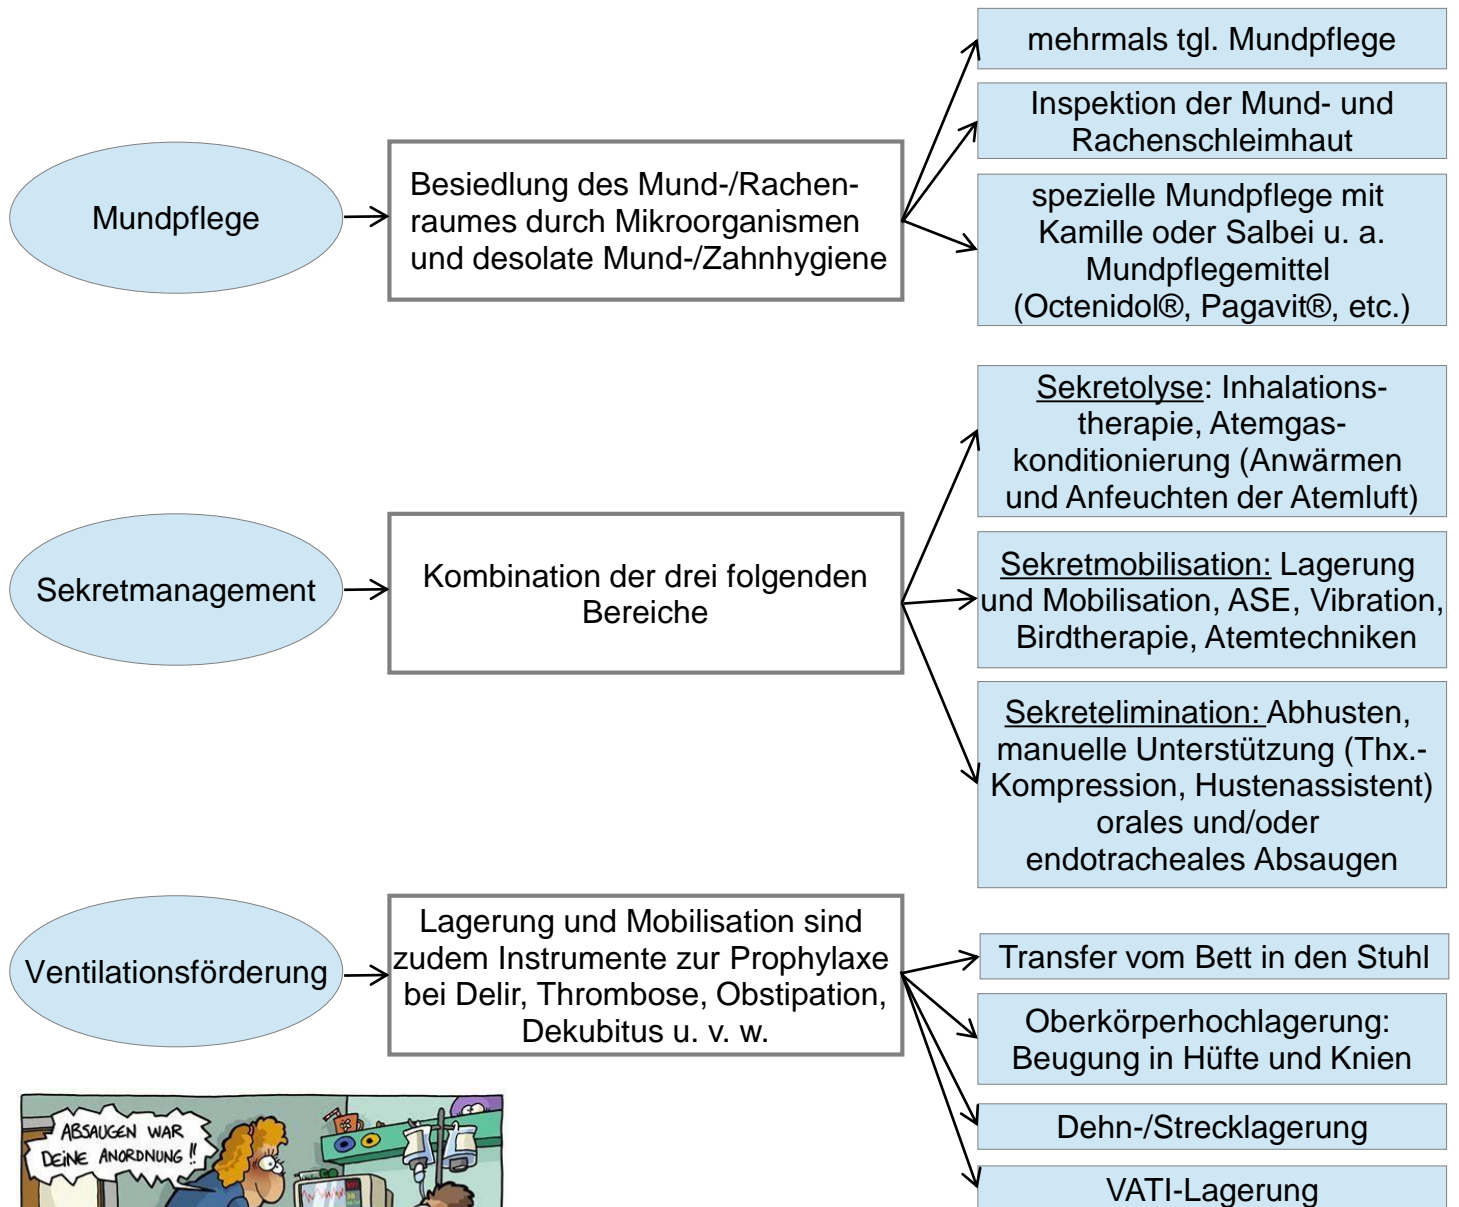 mehrmals tgl. Mundpflege
Inspektion der Mund- und
Rachenschleimhaut
Mundpflege
Besiedlung des Mund-/Rachen-
raumes durch Mikroorganismen
und desolate Mund-/Zahnhygiene
spezielle Mundpflege mit
Kamille oder Salbei u. a.
Mundpflegemittel
(Octenidol®, Pagavit®, etc.)
Sekretolyse: Inhalations-
therapie, Atemgas-
konditionierung (Anwärmen
und Anfeuchten der Atemluft)
Sekretmanagement
Kombination der drei folgenden
Bereiche
Sekretmobilisation: Lagerung
und Mobilisation, ASE, Vibration,
Birdtherapie, Atemtechniken
Sekretelimination: Abhusten,
manuelle Unterstützung (Thx.-
Kompression, Hustenassistent)
orales und/oder
endotracheales Absaugen
Ventilationsförderung
Lagerung und Mobilisation sind
zudem Instrumente zur Prophylaxe
bei Delir, Thrombose, Obstipation,
Dekubitus u. v. w.
Transfer vom Bett in den Stuhl
Oberkörperhochlagerung:
Beugung in Hüfte und Knien
Dehn-/Strecklagerung
VATI-Lagerung
ABSAUGEN WAR
DEINE ANORDNUNG!!